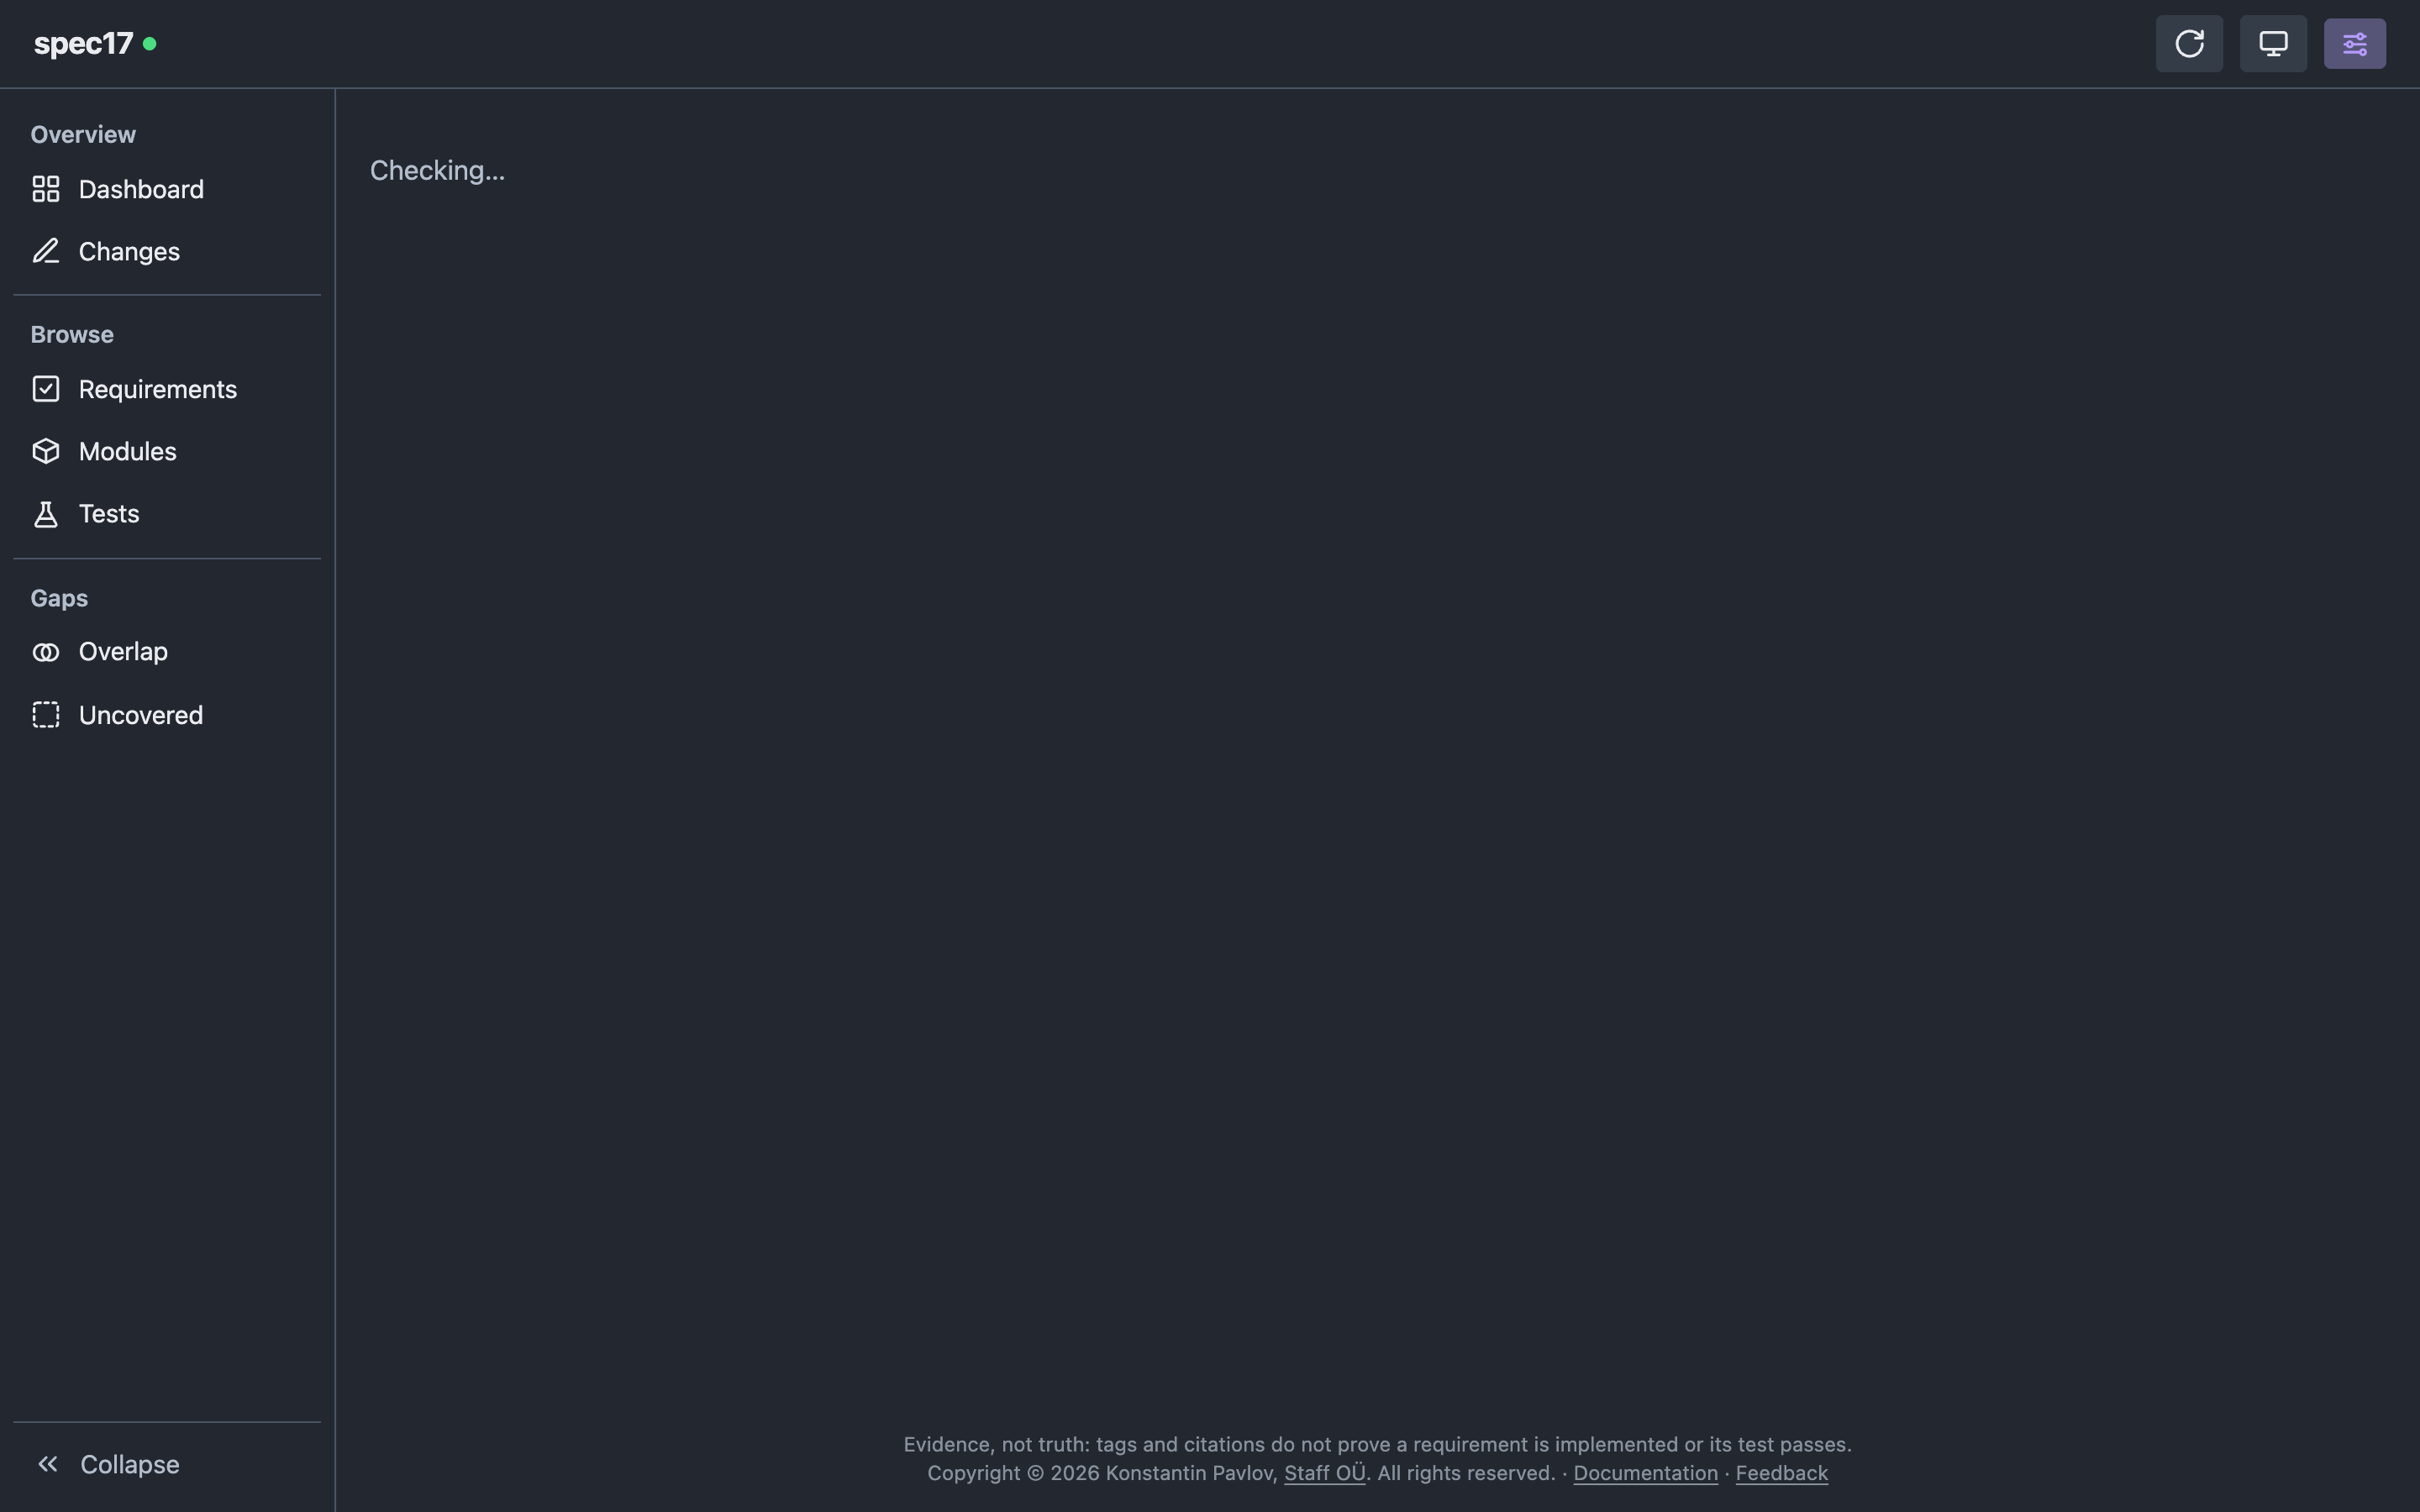 spec17
Overview
Dashboard
Changes
Browse
Requirements
Modules
Tests
Gaps
Overlap
Uncovered
Collapse
Checking...
Evidence, not truth: tags and citations do not prove a requirement is implemented or its test passes.
Copyright © 2026 Konstantin Pavlov, Staff OÜ. All rights reserved. · Documentation · Feedback